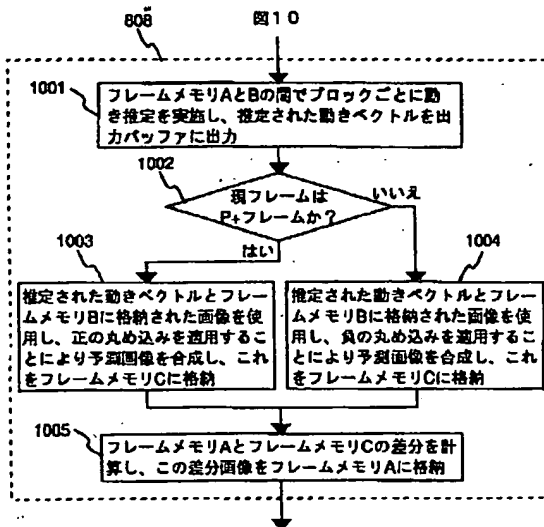 808
図10
1001
フレームメモリAとBの間でブロックごとに動
き推定を実施し、推定された動きベクトルを出
力バッファに出力
1002
現フレームは
P+フレームか?
いいえ
はい
1003
1004
推定された動きベクトルとフレー
ムメモリBに格納された画像を使
用し、正の丸め込みを適用するこ
とにより予測画像を合成し、これ
をフレームメモリCに格納
推定された動きベクトルとフレー
ムメモリBに格納された画像を使
用し、負の丸め込みを適用するこ
とにより予測画像を合成し、これ
をフレームメモリCに格納
1005
フレームメモリAとフレームメモリCの差分を計
算し、この差分画像をフレームメモリAに格納